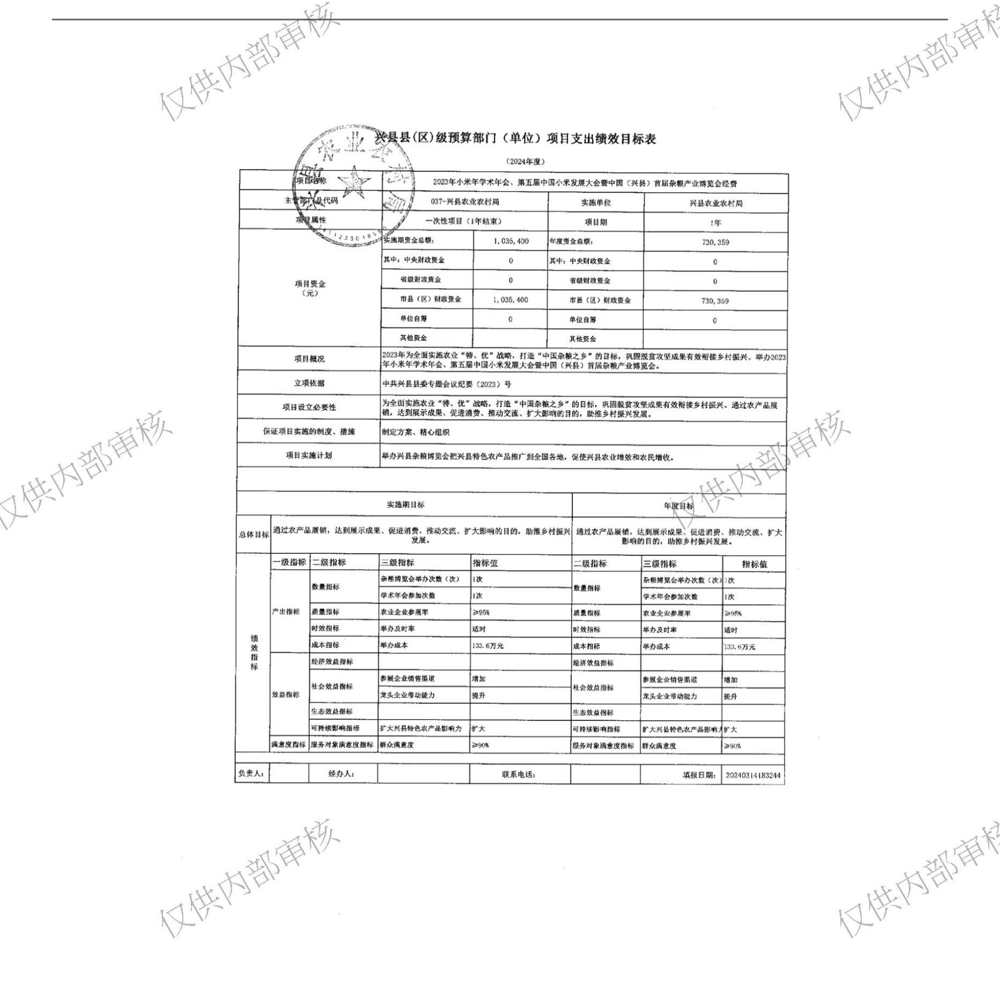 仅供内部审核
仅供内部审核
兴县县(区)级预算部门（单位）项目支出绩效目标表
（2024年度）
兴县农业农村局
项目名称 2023年小米年学术年会、第五届中国小米发展大会暨中国（兴县）首届杂粮产业博览会经费
主管部门及代码 037-兴县农业农村局 实施单位 兴县农业农村局
项目属性 一次性项目（1年结束） 项目期 1年
项目资金
（元）
实施期资金总额： 1,035,400 年度资金总额： 730,359
其中：中央财政资金 0 其中：中央财政资金 0
省级财政资金 0 省级财政资金 0
市县（区）财政资金 1,035,400 市县（区）财政资金 730,359
单位自筹 0 单位自筹 0
其他资金 其他资金
项目概况 2023年为全面实施农业“特、优”战略，打造“中国杂粮之乡”的目标，巩固脱贫攻坚成果有效衔接乡村振兴。举办2023
年小米年学术年会、第五届中国小米发展大会暨中国（兴县）首届杂粮产业博览会。
立项依据 中共兴县县委专题会议纪要（2023）号
项目设立必要性 为全面实施农业“特、优”战略，打造“中国杂粮之乡”的目标，巩固脱贫攻坚成果有效衔接乡村振兴。通过农产品展
销，达到展示成果、促进消费、推动交流、扩大影响的目的，助推乡村振兴发展。
保证项目实施的制度、措施 制定方案、精心组织
项目实施计划 举办兴县杂粮博览会把兴县特色农产品推广到全国各地，促使兴县农业增效和农民增收。
仅供内部审核
仅供内部审核
实施期目标 年度目标
总体目标 通过农产品展销，达到展示成果、促进消费、推动交流、扩大影响的目的，助推乡村振兴
发展。
通过农产品展销，达到展示成果、促进消费、推动交流、扩大
影响的目的，助推乡村振兴发展。
绩效指标
一级指标 二级指标 三级指标 指标值 二级指标 三级指标 指标值
产出指标 数量指标 杂粮博览会举办次数（次） 1次 数量指标 杂粮博览会举办次数（次） 1次
学术年会参加次数 1次 学术年会参加次数 1次
质量指标 农业企业参展率 ≥95% 质量指标 农业企业参展率 ≥95%
时效指标 举办及时率 适时 时效指标 举办及时率 适时
成本指标 举办成本 133.6万元 成本指标 举办成本 133.6万元
效益指标 经济效益指标 经济效益指标
社会效益指标 参展企业销售渠道 增加 社会效益指标 参展企业销售渠道 增加
龙头企业带动能力 提升 龙头企业带动能力 提升
生态效益指标 生态效益指标
可持续影响指标 扩大兴县特色农产品影响力 扩大 可持续影响指标 扩大兴县特色农产品影响 扩大
满意度指标 服务对象满意度指标 群众满意度 ≥90% 服务对象满意度指标 群众满意度 ≥90%
负责人： 经办人： 联系电话： 填报日期： 20240314183244
仅供内部审核
仅供内部审核